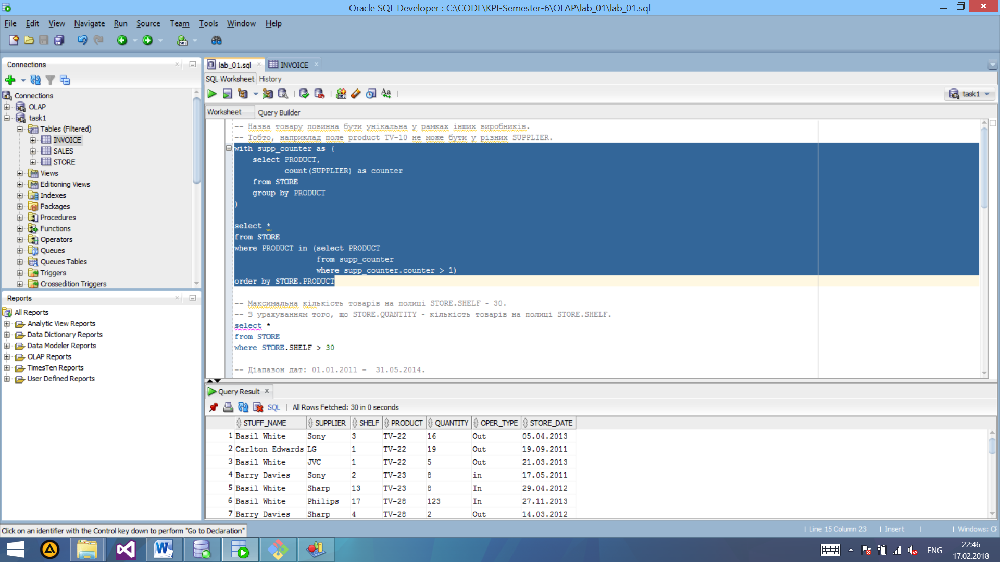 Oracle SQL Developer : C:\CODE\KPI-Semester-6\OLAP\lab_01\lab_01.sql
File Edit View Navigate Run Source Team Tools Window Help
Connections
Connections
OLAP
task1
Tables (Filtered)
INVOICE
SALES
STORE
Views
Editioning Views
Indexes
Packages
Procedures
Functions
Operators
Queues
Queues Tables
Triggers
Crossedition Triggers
Reports
All Reports
Analytic View Reports
Data Dictionary Reports
Data Modeler Reports
OLAP Reports
TimesTen Reports
User Defined Reports
lab_01.sql INVOICE
SQL Worksheet History
task1
Worksheet Query Builder
-- Назва товару повинна бути унікальна у рамках інших виробників.
-- Тобто, наприклад поле product TV-10 не може бути у різних SUPPLIER.
with supp_counter as (
select PRODUCT,
count(SUPPLIER) as counter
from STORE
group by PRODUCT
)
select *
from STORE
where PRODUCT in (select PRODUCT
from supp_counter
where supp_counter.counter > 1)
order by STORE.PRODUCT
-- Максимальна кількість товарів на полиці STORE.SHELF - 30.
-- З урахуванням того, що STORE.QUANTITY - кількість товарів на полиці STORE.SHELF.
select *
from STORE
where STORE.SHELF > 30
-- Діапазон дат: 01.01.2011 - 31.05.2014.
Query Result
SQL All Rows Fetched: 30 in 0 seconds
STUFF_NAME SUPPLIER SHELF PRODUCT QUANTITY OPER_TYPE STORE_DATE
1 Basil White Sony 3 TV-22 16 Out 05.04.2013
2 Carlton Edwards LG 1 TV-22 19 Out 19.09.2011
3 Basil White JVC 1 TV-22 5 Out 21.03.2013
4 Barry Davies Sony 2 TV-23 8 in 17.05.2011
5 Basil White Sharp 13 TV-23 8 In 29.04.2012
6 Basil White Philips 17 TV-28 123 In 27.11.2013
7 Barry Davies Sharp 4 TV-28 2 Out 14.03.2012
Click on an identifier with the Control key down to perform "Go to Declaration"
Line 15 Column 23 Insert Windows: CF
ENG
22:46
17.02.2018